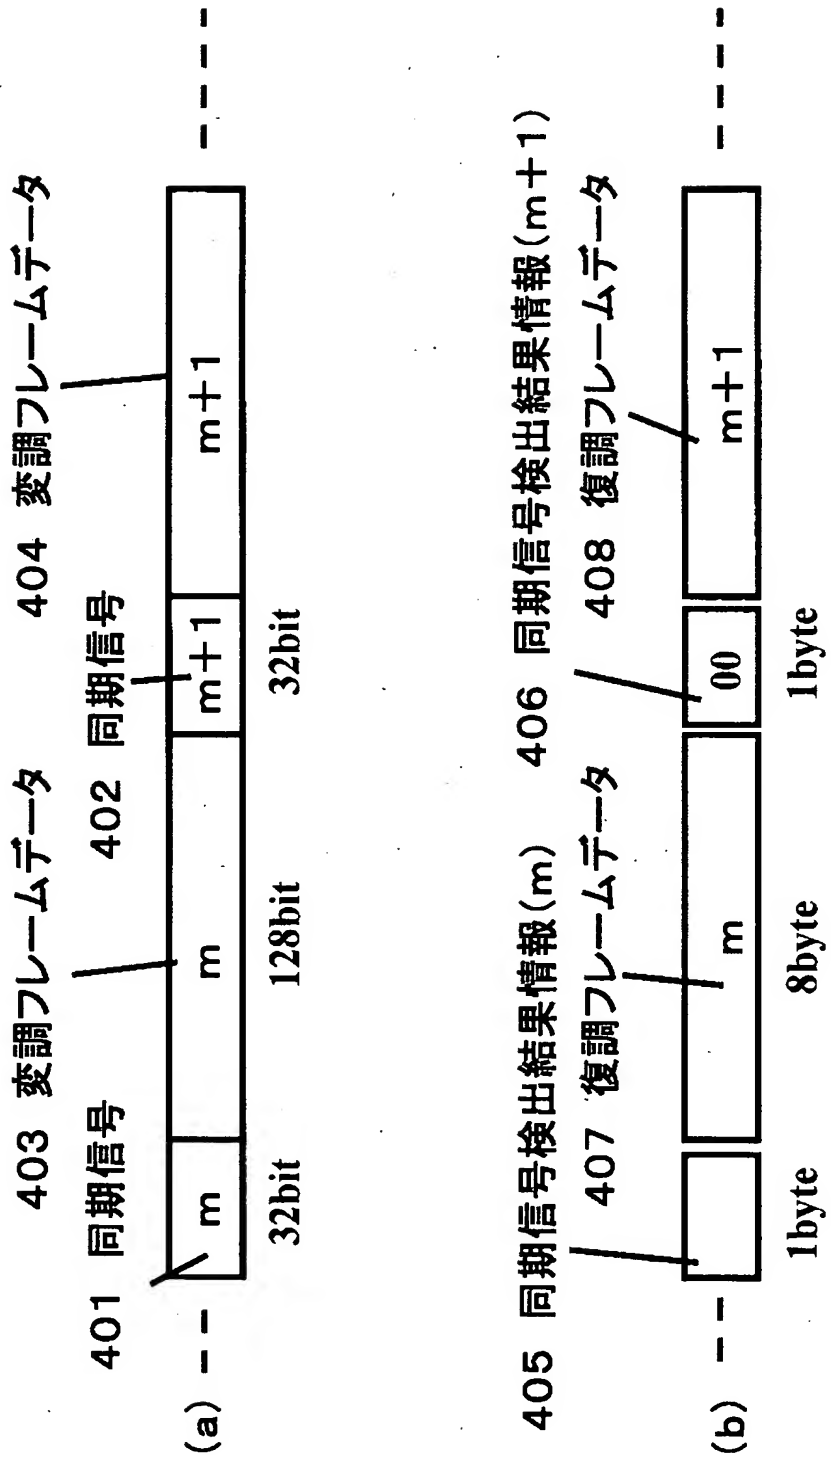 403 変調フレームデータ
404 変調フレームデータ
401 同期信号
402 同期信号
(a)
m
m
m+1
m+1
32bit
128bit
32bit
405 同期信号検出結果情報(m)
406 同期信号検出結果情報(m+1)
407 復調フレームデータ
408 復調フレームデータ
(b)
m
00
m+1
1byte
8byte
1byte